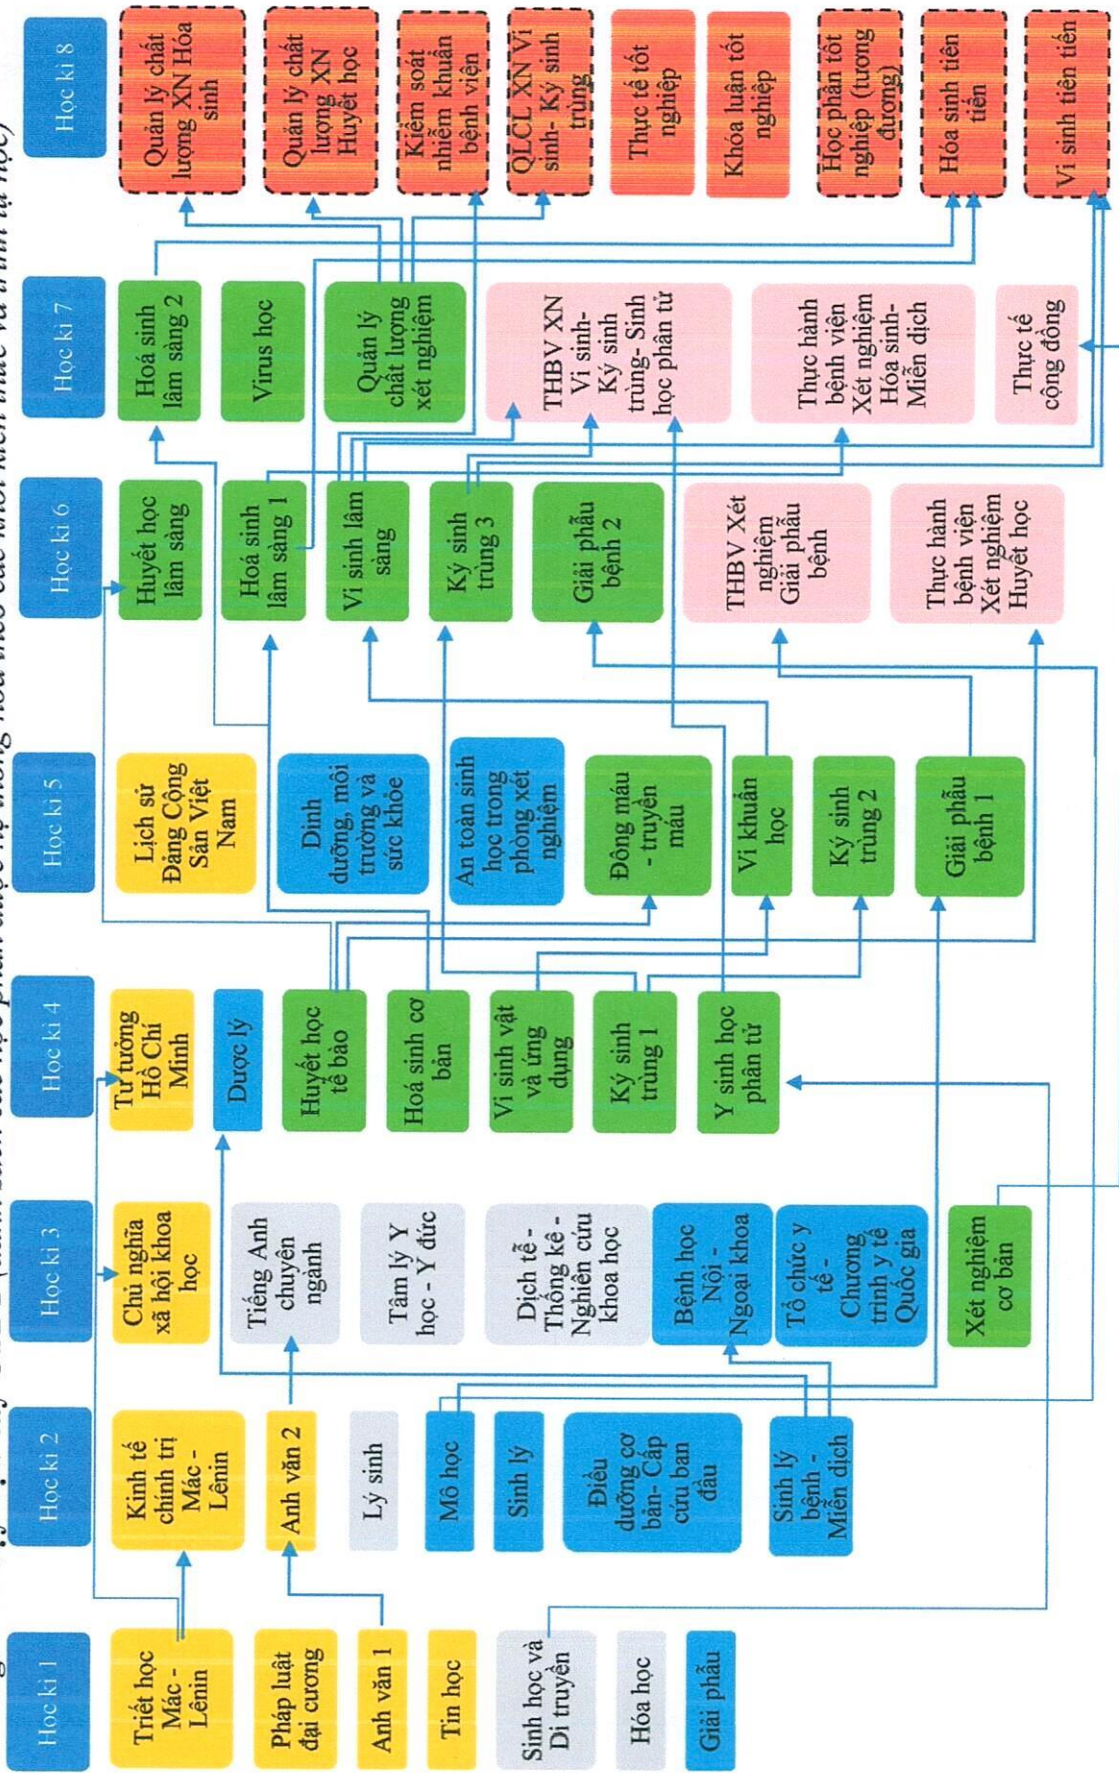 Học kì 1
Triết học
Mác -
Lênin
Pháp luật
đại cương
Anh văn 1
Tin học
Sinh học và
Di truyền
Hóa học
Giải phẫu
Học kì 2
Kinh tế
chính trị
Mác -
Lênin
Anh văn 2
Lý sinh
Mô học
Sinh lý
Điều
dưỡng cơ
bản- Cấp
cứu ban
đầu
Sinh lý
bệnh -
Miễn dịch
Học kì 3
Chủ nghĩa
xã hội khoa
học
Tiếng Anh
chuyên
ngành
Tâm lý Y
học - Y đức
Dịch tễ -
Thống kê -
Nghiên cứu
khoa học
Bệnh học
Nội -
Ngoại khoa
Tổ chức y
tế -
Chương
trình y tế
Quốc gia
Xét nghiệm
cơ bản
Học kì 4
Tư tưởng
Hồ Chí
Minh
Dược lý
Huyết học
tế bào
Hoá sinh cơ
bản
Vi sinh vật
và ứng
dụng
Ký sinh
trùng 1
Y sinh học
phân tử
Học kì 5
Lịch sử
Đảng Cộng
Sản Việt
Nam
Dinh
dưỡng, môi
trường và
sức khỏe
An toàn sinh
học trong
phòng xét
nghiệm
Đông máu
- truyền
máu
Vi khuẩn
học
Ký sinh
trùng 2
Giải phẫu
bệnh 1
Học kì 6
Huyết học
lâm sàng
Hoá sinh
lâm sàng 1
Vi sinh lâm
sàng
Ký sinh
trùng 3
Giải phẫu
bệnh 2
THBV Xét
nghiệm
Giải phẫu
bệnh
Thực hành
bệnh viện
Xét nghiệm
Huyết học
Học kì 7
Hoá sinh
lâm sàng 2
Virus học
Quản lý
chất lượng
xét nghiệm
THBV XN
Vi sinh-
Ký sinh
trùng- Sinh
học phân tử
Thực hành
bệnh viện
Xét nghiệm
Hóa sinh-
Miễn dịch
Thực tế
cộng đồng
Học kì 8
Quản lý chất
lượng XN Hóa
sinh
Quản lý chất
lượng XN
Huyết học
Kiểm soát
nhiễm khuẩn
bệnh viện
QLCL XN Vi
sinh- Ký sinh
trùng
Thực tế tốt
nghiệp
Khóa luận tốt
nghiệp
Học phần tốt
nghiệp (tương
đương)
Hóa sinh tiên
tiến
Vi sinh tiên tiến